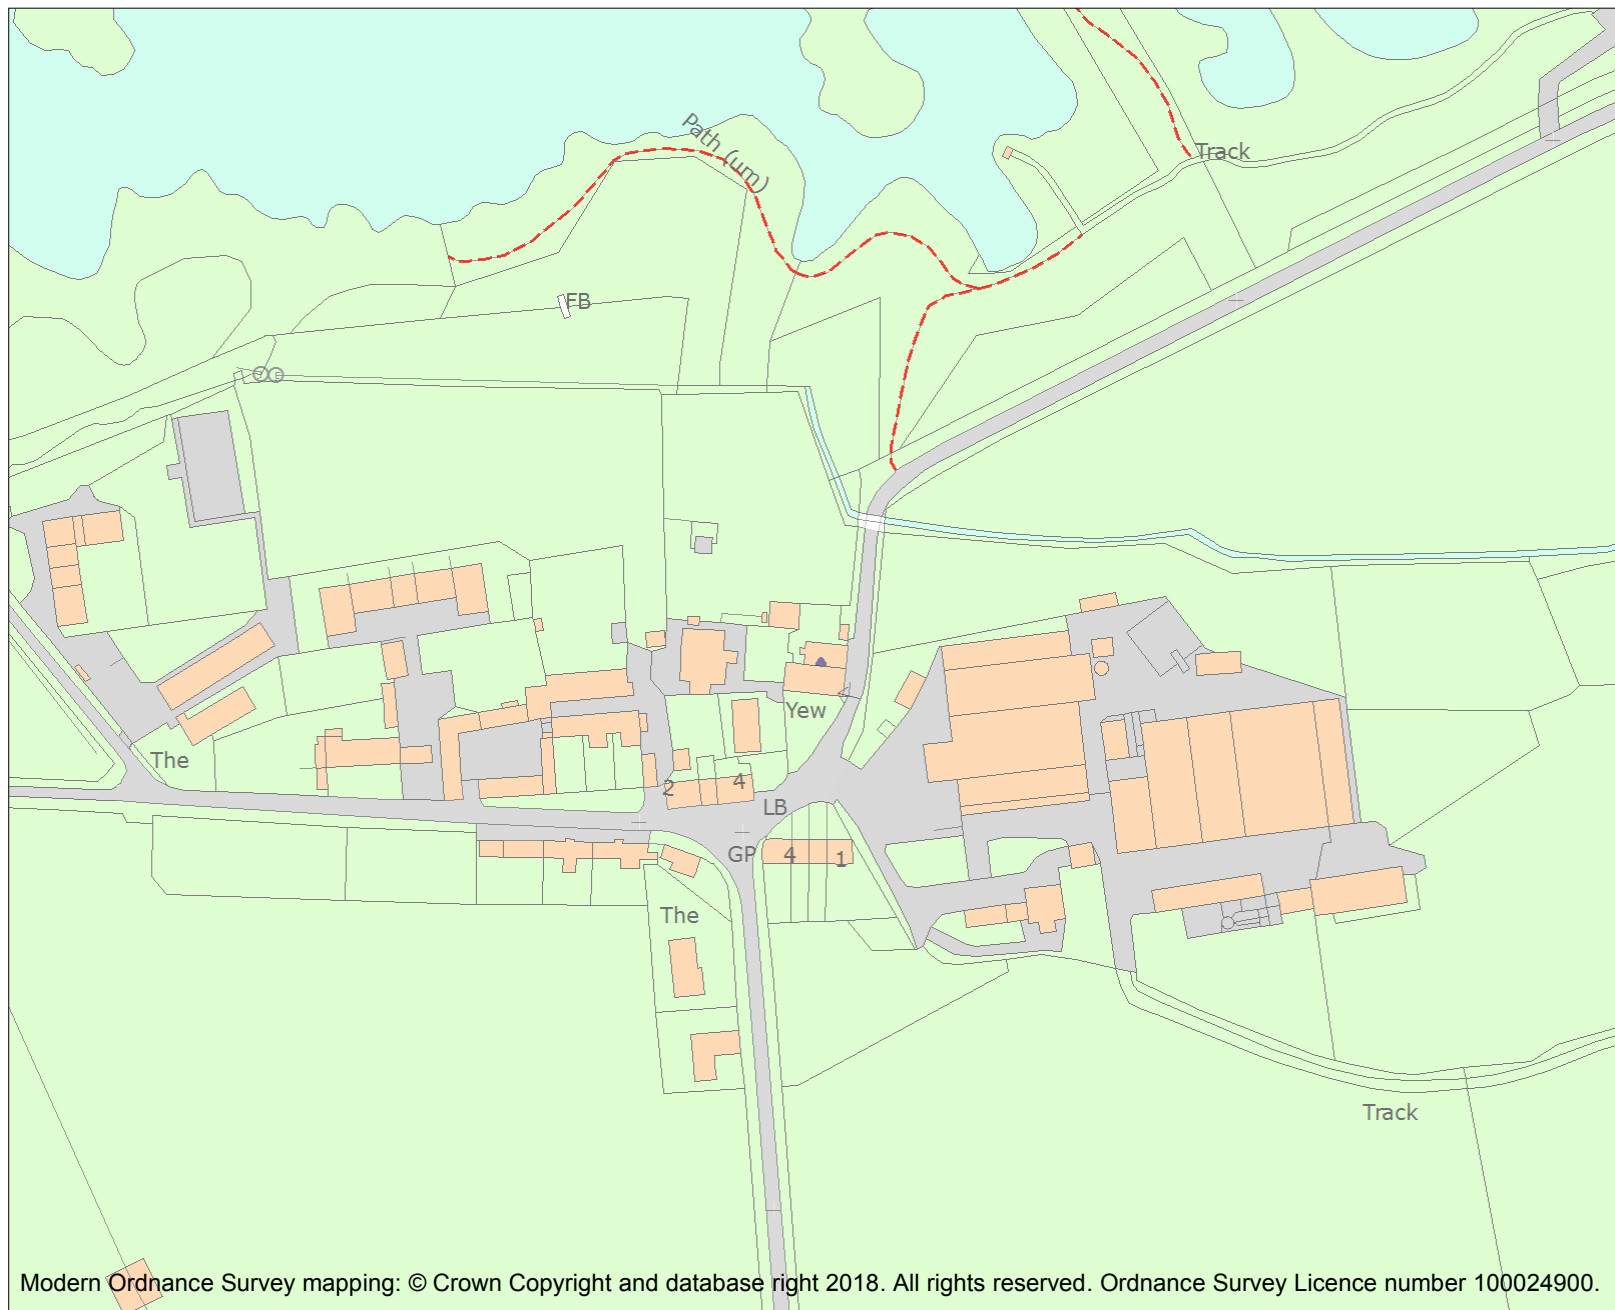 Path (um)
Track
FB
Yew
The
2
4
LB
GP
4
1
The
Track
Modern Ordnance Survey mapping: © Crown Copyright and database right 2018. All rights reserved. Ordnance Survey Licence number 100024900.